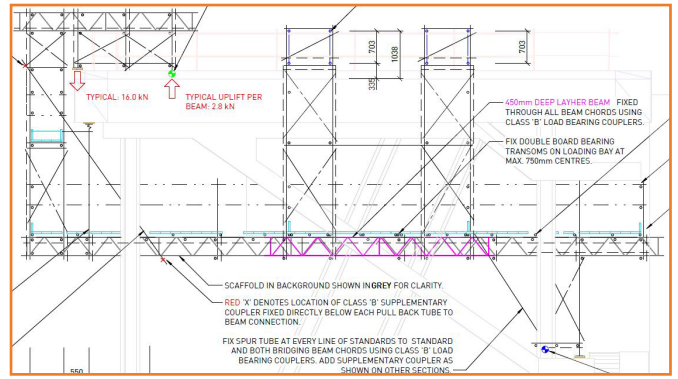 703
1038
335
703
TYPICAL: 16.0 kN
TYPICAL UPLIFT PER
BEAM: 2.8 kN
450mm DEEP LAYHER BEAM FIXED
THROUGH ALL BEAM CHORDS USING
CLASS 'B' LOAD BEARING COUPLERS.
FIX DOUBLE BOARD BEARING
TRANSOMS ON LOADING BAY AT
MAX. 750mm CENTRES.
SCAFFOLD IN BACKGROUND SHOWN IN GREY FOR CLARITY.
RED 'X' DENOTES LOCATION OF CLASS 'B' SUPPLEMENTARY
COUPLER FIXED DIRECTLY BELOW EACH PULL BACK TUBE TO
BEAM CONNECTION.
FIX SPUR TUBE AT EVERY LINE OF STANDARDS TO STANDARD
AND BOTH BRIDGING BEAM CHORDS USING CLASS 'B' LOAD
BEARING COUPLERS. ADD SUPPLEMENTARY COUPLER AS
SHOWN ON OTHER SECTIONS.
550